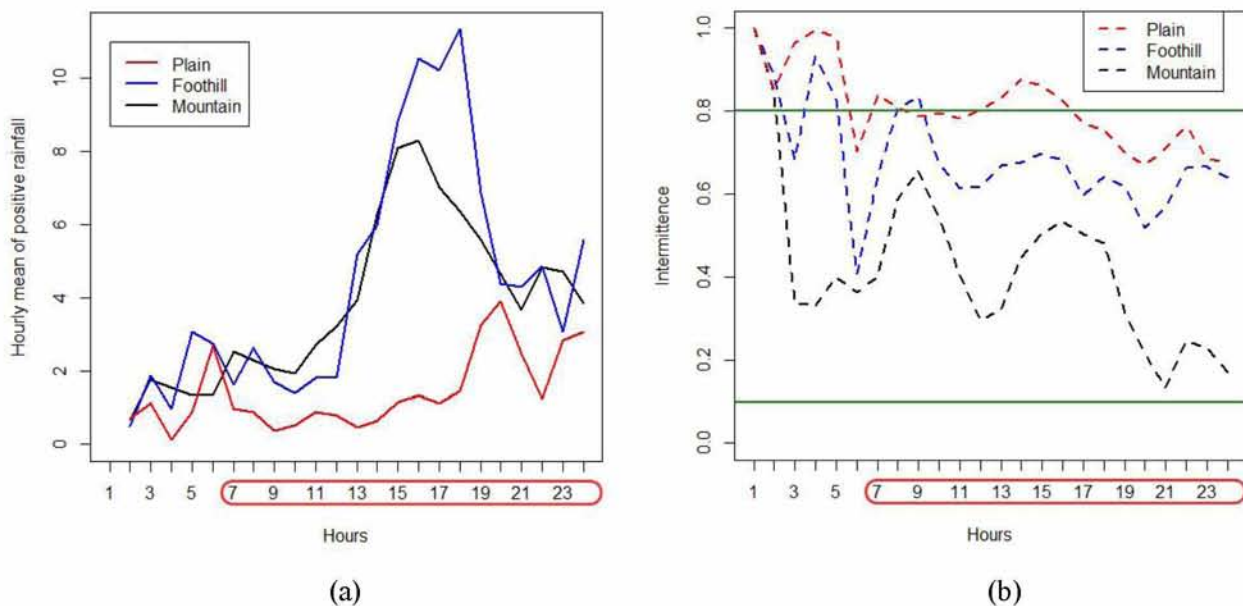 Plain
Foothill
Mountain
Hourly mean of positive rainfall
0 2 4 6 8 10
1 3 5 7 9 11 13 15 17 19 21 23
Hours
(a)
Plain
Foothill
Mountain
Intermittence
0.0 0.2 0.4 0.6 0.8 1.0
1 3 5 7 9 11 13 15 17 19 21 23
Hours
(b)